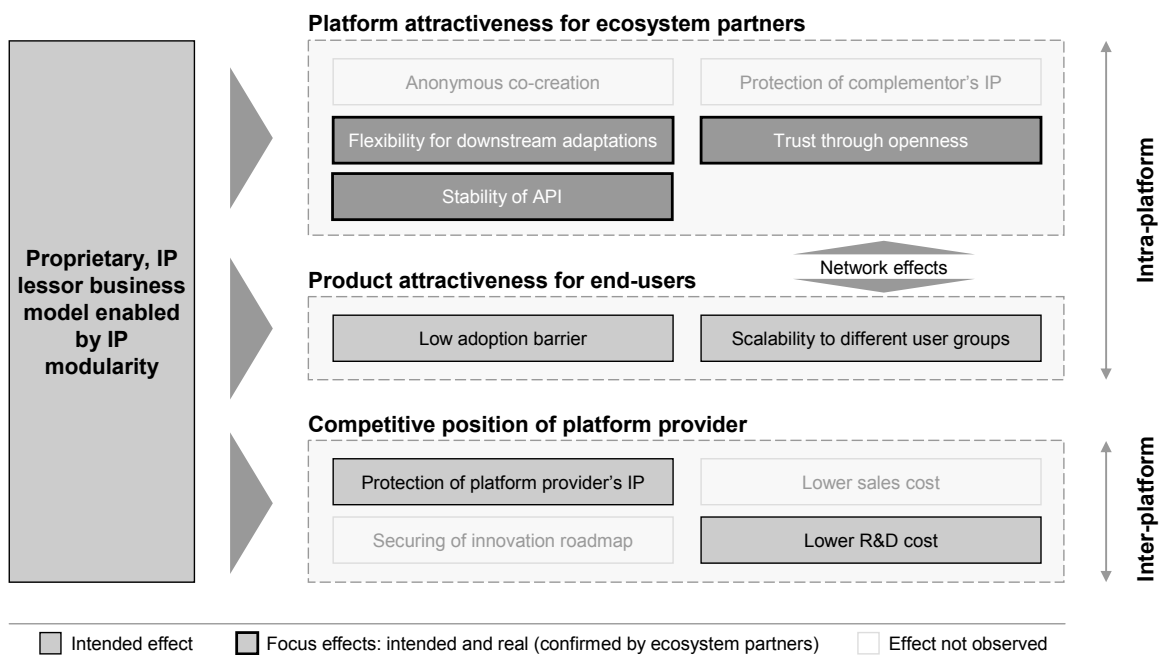 Platform attractiveness for ecosystem partners
Anonymous co-creation
Protection of complementor's IP
Flexibility for downstream adaptations
Trust through openness
Stability of API
Proprietary, IP
lessor business
model enabled
by IP
modularity
Network effects
Intra-platform
Product attractiveness for end-users
Low adoption barrier
Scalability to different user groups
Competitive position of platform provider
Protection of platform provider's IP
Lower sales cost
Securing of innovation roadmap
Lower R&D cost
Inter-platform
Intended effect
Focus effects: intended and real (confirmed by ecosystem partners)
Effect not observed